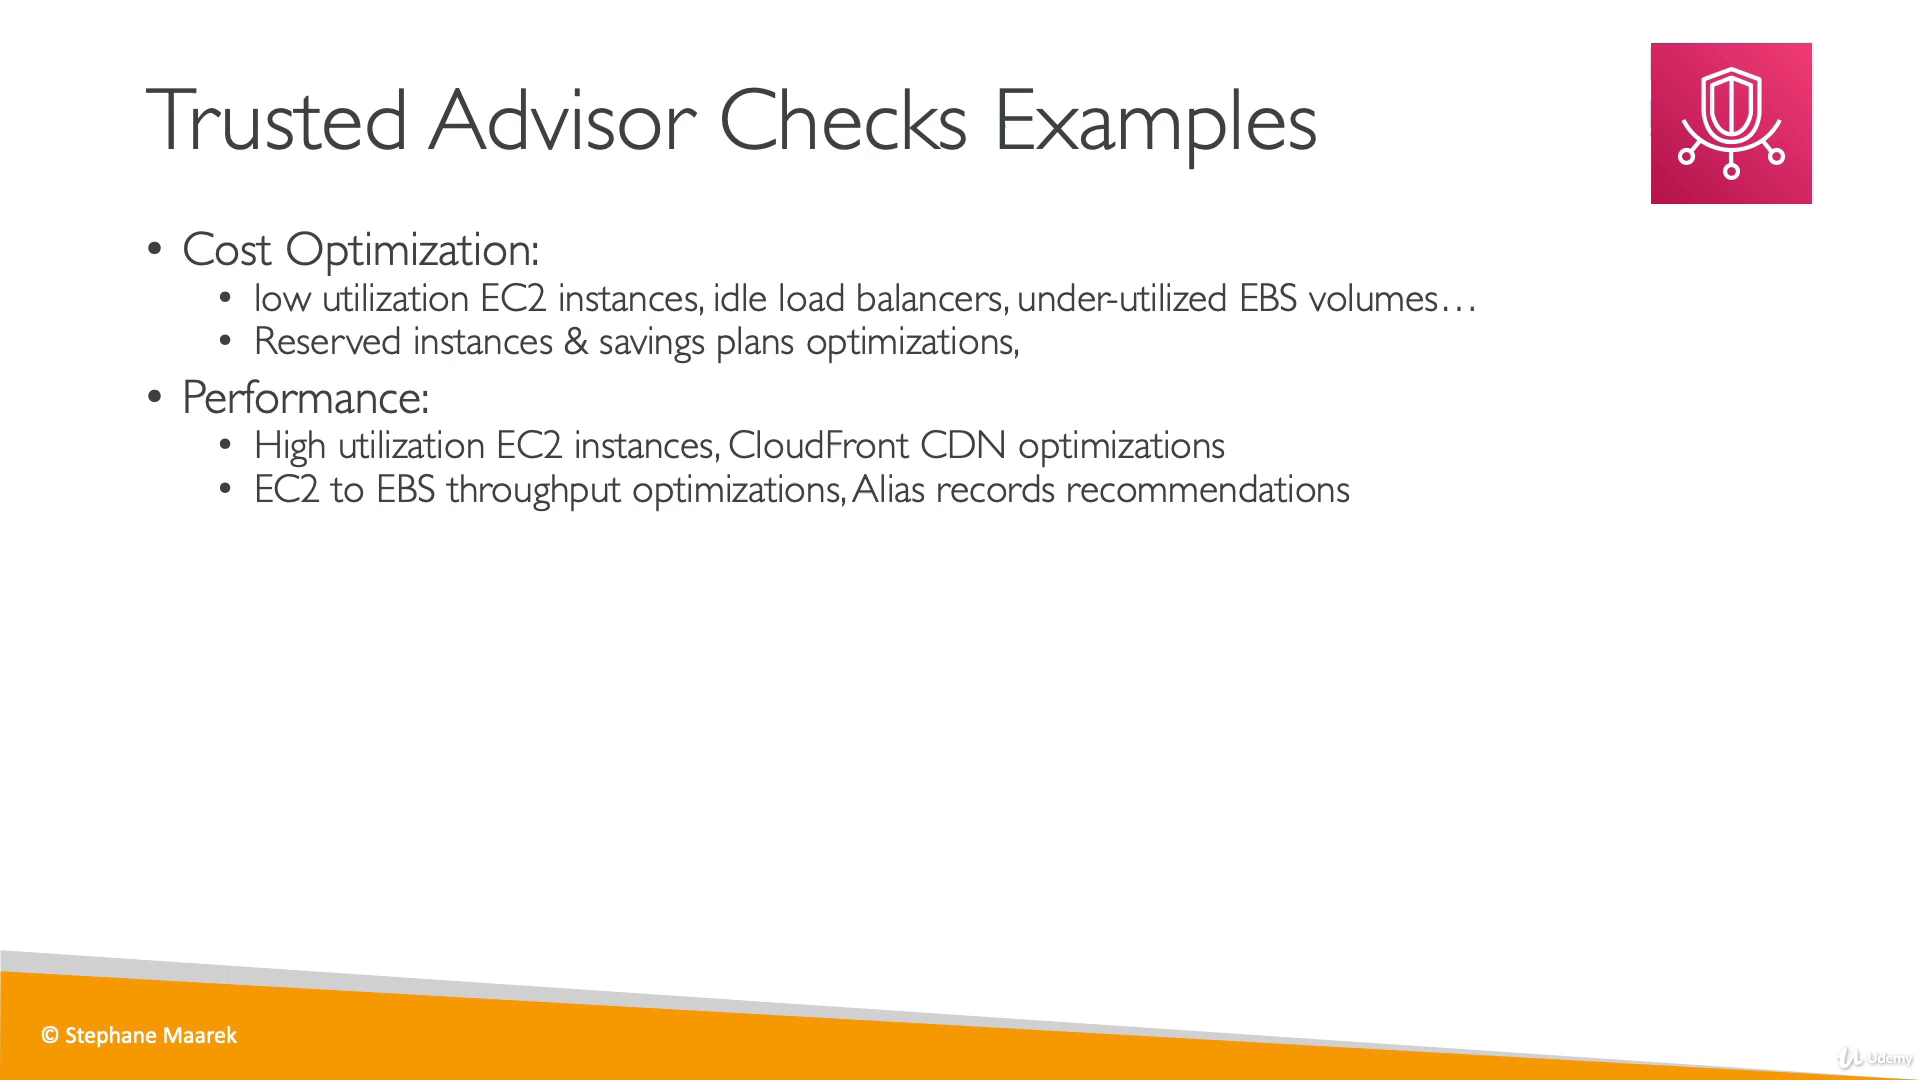 Trusted Advisor Checks Examples
• Cost Optimization:
• low utilization EC2 instances, idle load balancers, under-utilized EBS volumes…
• Reserved instances & savings plans optimizations,
• Performance:
• High utilization EC2 instances, CloudFront CDN optimizations
• EC2 to EBS throughput optimizations, Alias records recommendations
© Stephane Maarek
Udemy